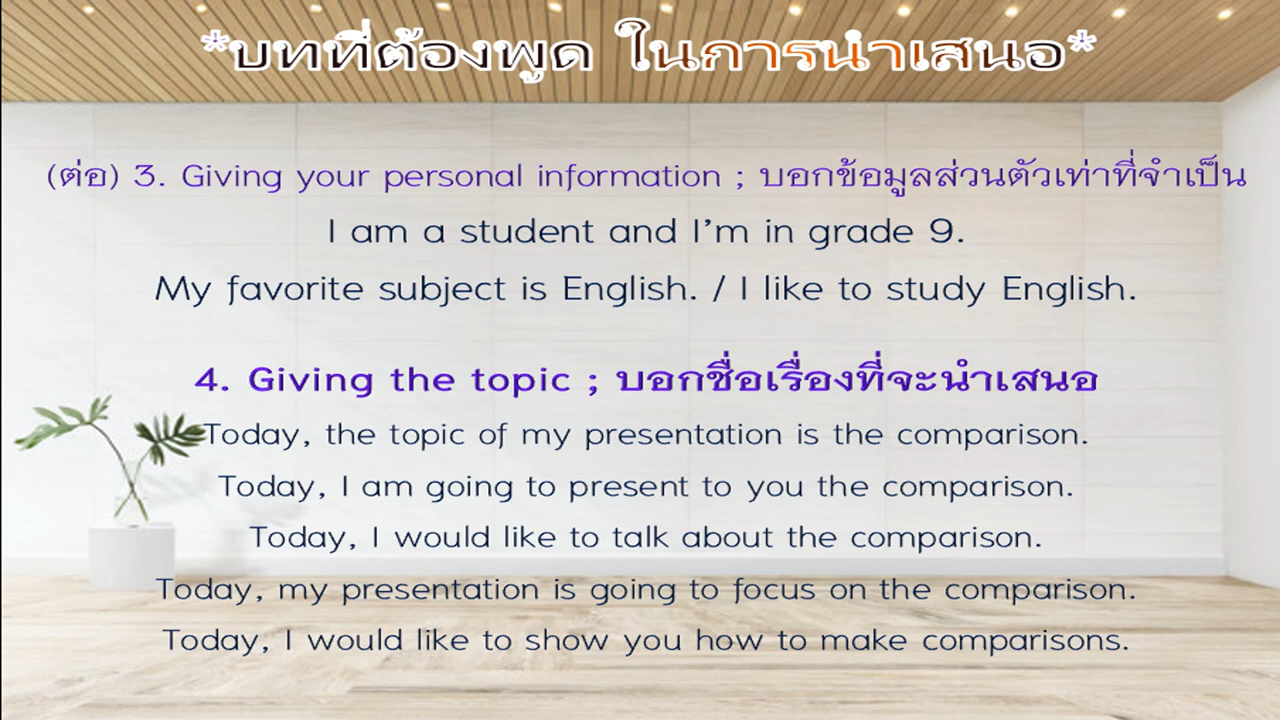 *บทที่ต้องพูด ในการนำเสนอ*
(ต่อ) 3. Giving your personal information ; บอกข้อมูลส่วนตัวเท่าที่จำเป็น
I am a student and I'm in grade 9.
My favorite subject is English. / I like to study English.
4. Giving the topic ; บอกชื่อเรื่องที่จะนำเสนอ
Today, the topic of my presentation is the comparison.
Today, I am going to present to you the comparison.
Today, I would like to talk about the comparison.
Today, my presentation is going to focus on the comparison.
Today, I would like to show you how to make comparisons.